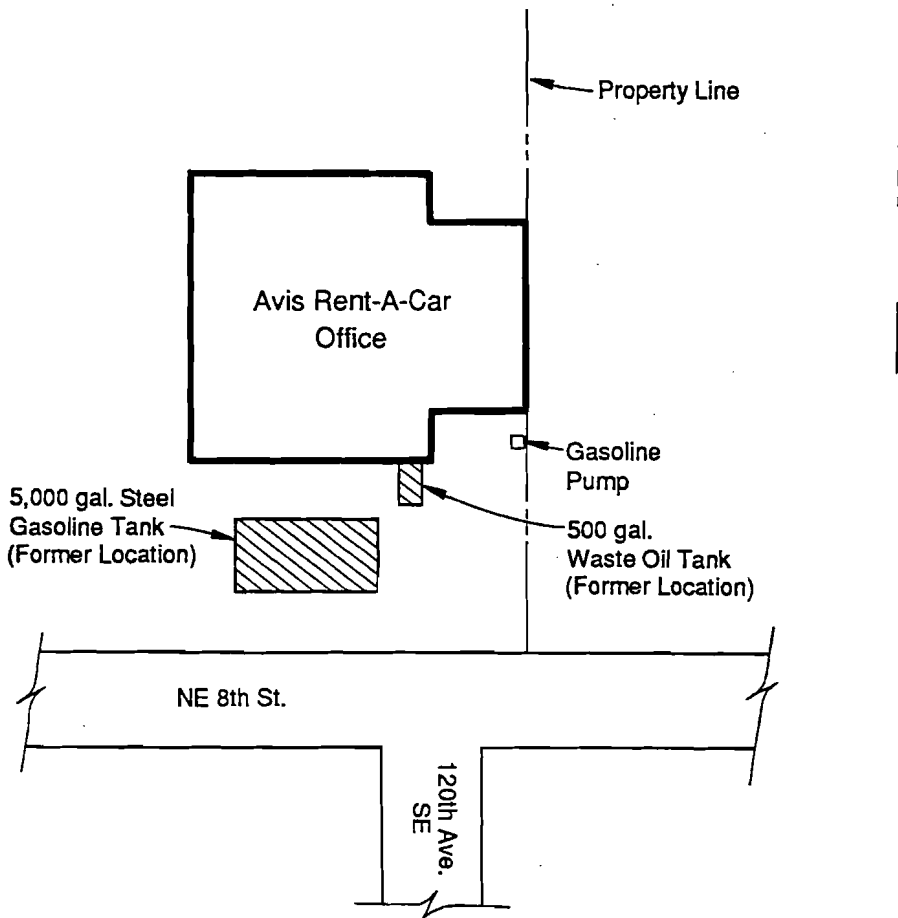 Property Line
Avis Rent-A-Car
Office
Gasoline
Pump
5,000 gal. Steel
Gasoline Tank
(Former Location)
500 gal.
Waste Oil Tank
(Former Location)
NE 8th St.
120th Ave.
SE